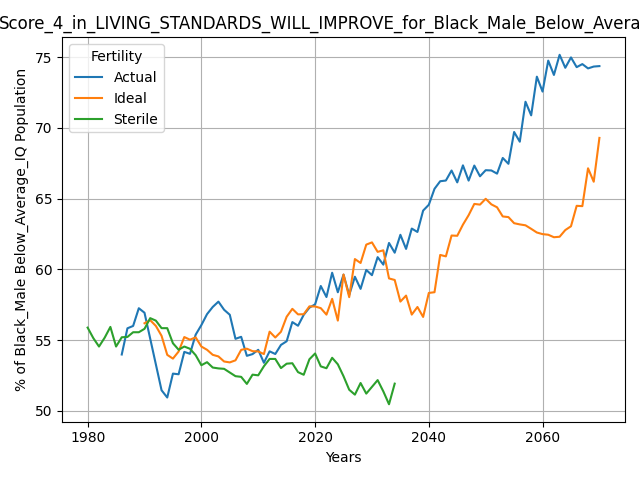 Score_4_in_LIVING_STANDARDS_WILL_IMPROVE_for_Black_Male_Below_Avera
Fertility
Actual
Ideal
Sterile
% of Black_Male Below_Average_IQ Population
75
70
65
60
55
50
1980
2000
2020
2040
2060
Years